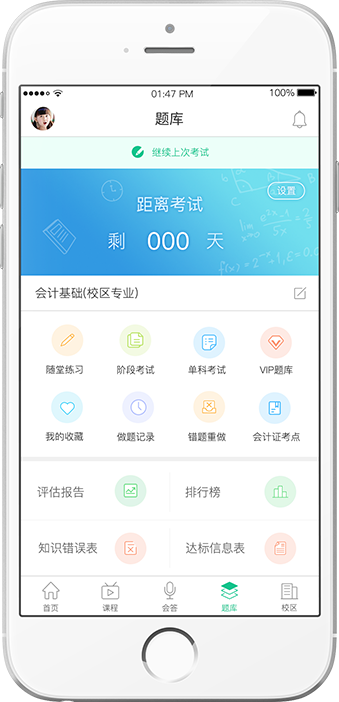 01:47 PM
100%
题库
继续上次考试
设置
距离考试
剩 000 天
会计基础(校区专业)
随堂练习 阶段考试 单科考试 VIP题库
我的收藏 做题记录 错题重做 会计证考点
评估报告 排行榜
知识错误表 达标信息表
首页 课程 会答 题库 校区